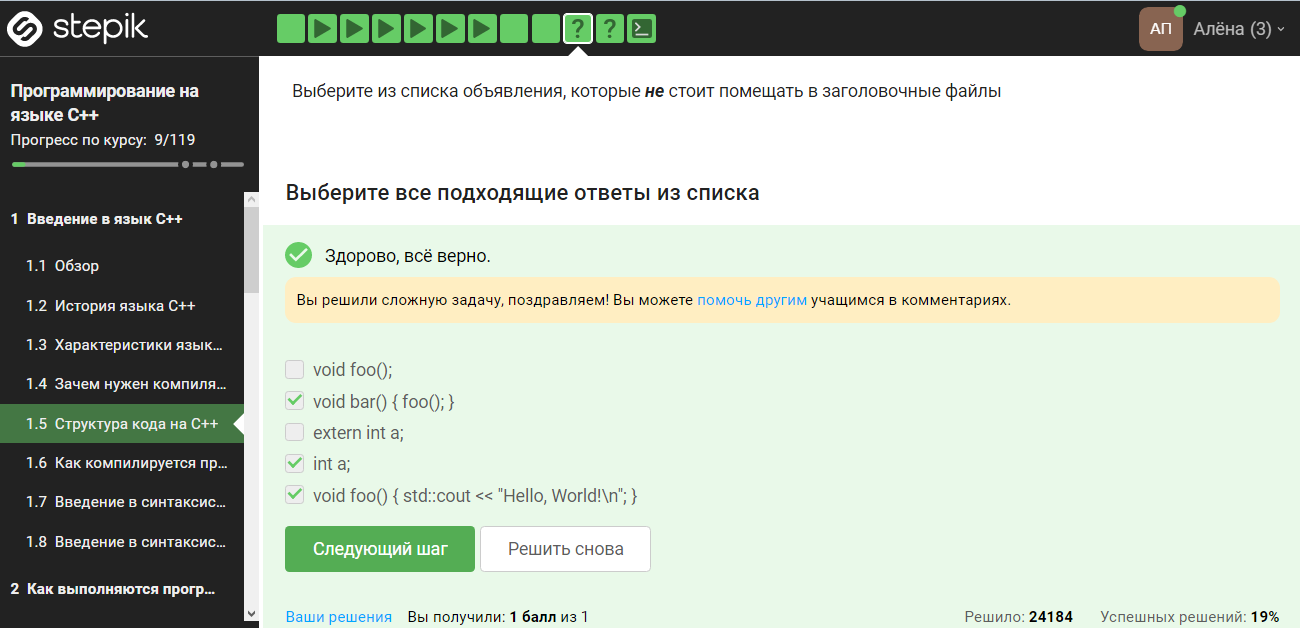 stepik
? ?
АП
Алёна (3)
Программирование на
языке C++
Прогресс по курсу: 9/119
1 Введение в язык C++
1.1 Обзор
1.2 История языка C++
1.3 Характеристики язык...
1.4 Зачем нужен компиля...
1.5 Структура кода на C++
1.6 Как компилируется пр...
1.7 Введение в синтаксис...
1.8 Введение в синтаксис...
2 Как выполняются прогр...
Выберите из списка объявления, которые не стоит помещать в заголовочные файлы
Выберите все подходящие ответы из списка
Здорово, всё верно.
Вы решили сложную задачу, поздравляем! Вы можете помочь другим учащимся в комментариях.
void foo();
void bar() { foo(); }
extern int a;
int a;
void foo() { std::cout << "Hello, World!\n"; }
Следующий шаг
Решить снова
Ваши решения Вы получили: 1 балл из 1
Решило: 24184 Успешных решений: 19%